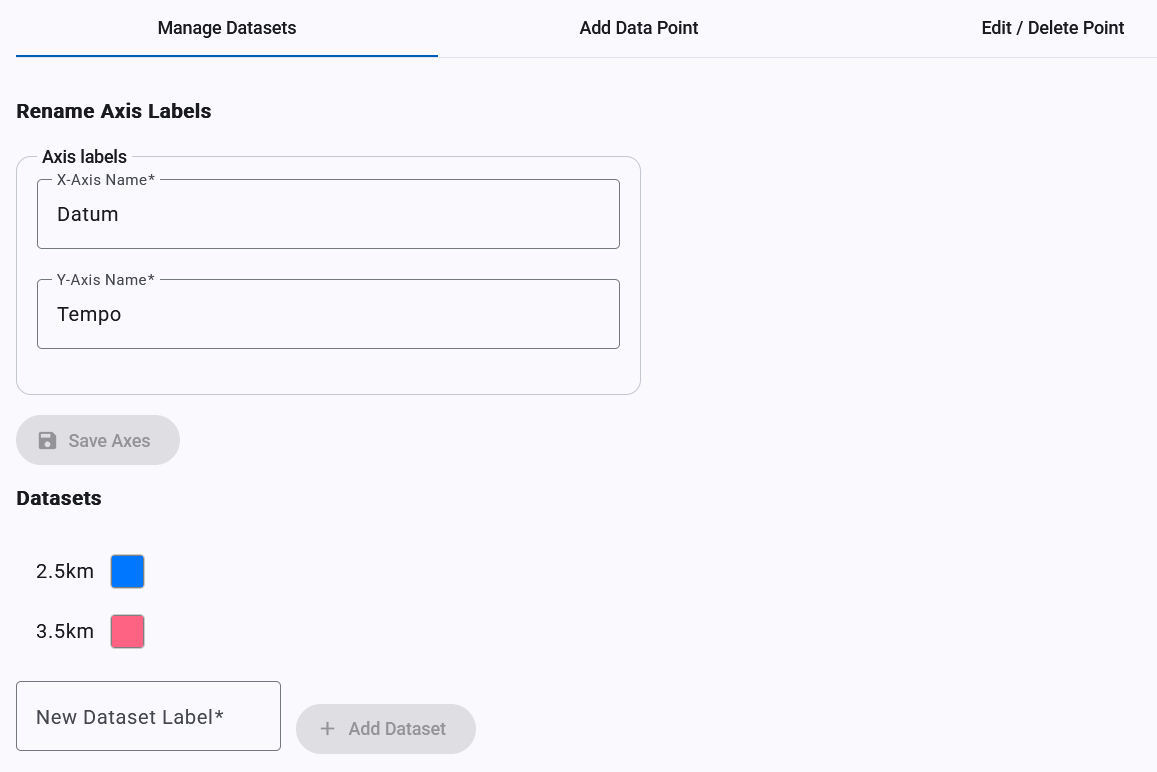 Manage Datasets
Add Data Point
Edit / Delete Point
Rename Axis Labels
Axis labels
X-Axis Name*
Datum
Y-Axis Name*
Tempo
Save Axes
Datasets
2.5km
3.5km
New Dataset Label*
+ Add Dataset